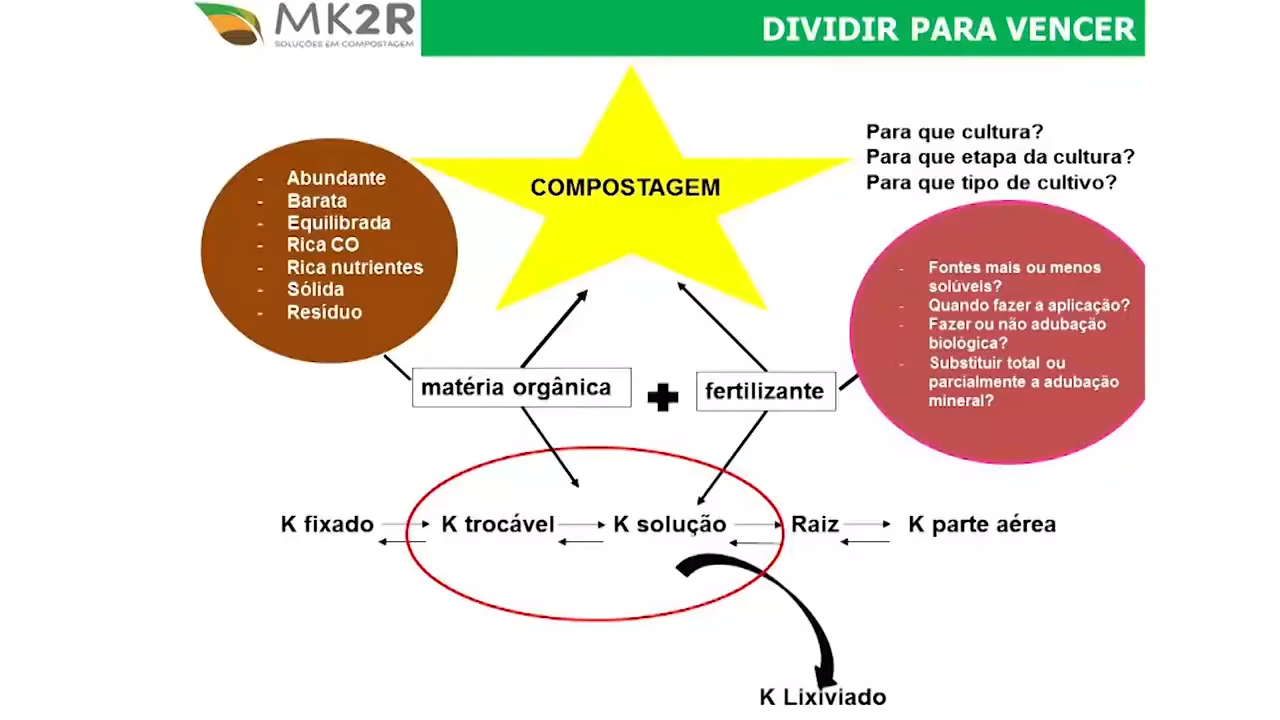 MK2R
SOLUÇÕES EM COMPOSTAGEM
DIVIDIR PARA VENCER
Para que cultura?
Para que etapa da cultura?
Para que tipo de cultivo?
COMPOSTAGEM
- Abundante
- Barata
- Equilibrada
- Rica CO
- Rica nutrientes
- Sólida
- Resíduo
- Fontes mais ou menos
solúveis?
- Quando fazer a aplicação?
- Fazer ou não adubação
biológica?
- Substituir total ou
parcialmente a adubação
mineral?
matéria orgânica
+
fertilizante
K fixado
K trocável
K solução
Raiz
K parte aérea
K Lixiviado